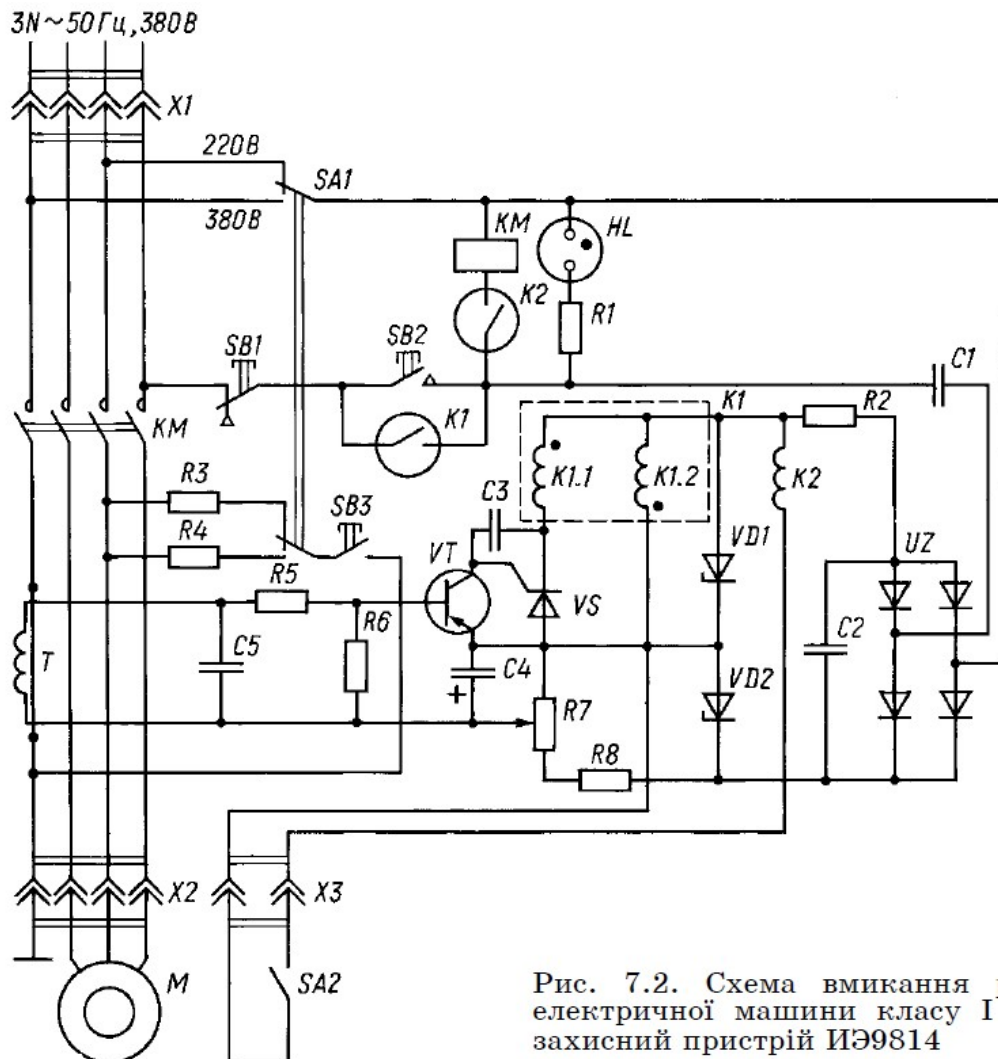 3N~50Гц,380В
X1
220В
SA1
380В
KM
HL
K2
R1
SB1
SB2
C1
K1
KM
K1
R2
R3
K1.1
K1.2
K2
C3
SB3
R4
VT
VD1
UZ
R5
VS
R6
T
C5
C2
C4
+
VD2
R7
R8
X2
X3
M
SA2
Рис. 7.2. Схема вмикання
електричної машини класу I
захисний пристрій ИЭ9814